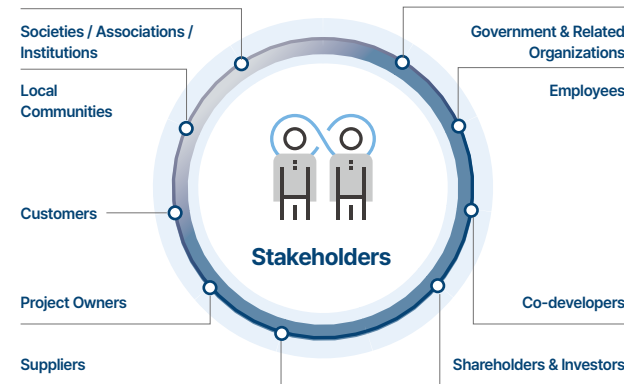 Societies / Associations /
Institutions
Local
Communities
Customers
Project Owners
Suppliers
Stakeholders
Government & Related
Organizations
Employees
Co-developers
Shareholders & Investors